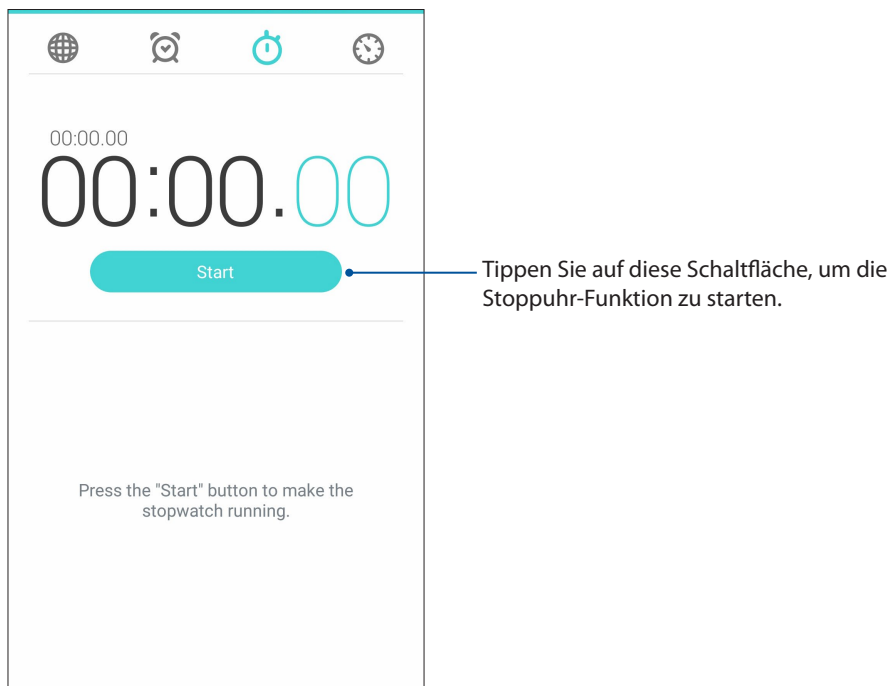 00:00.00
00:00.00
Start
Tippen Sie auf diese Schaltfläche, um die
Stoppuhr-Funktion zu starten.
Press the "Start" button to make the
stopwatch running.